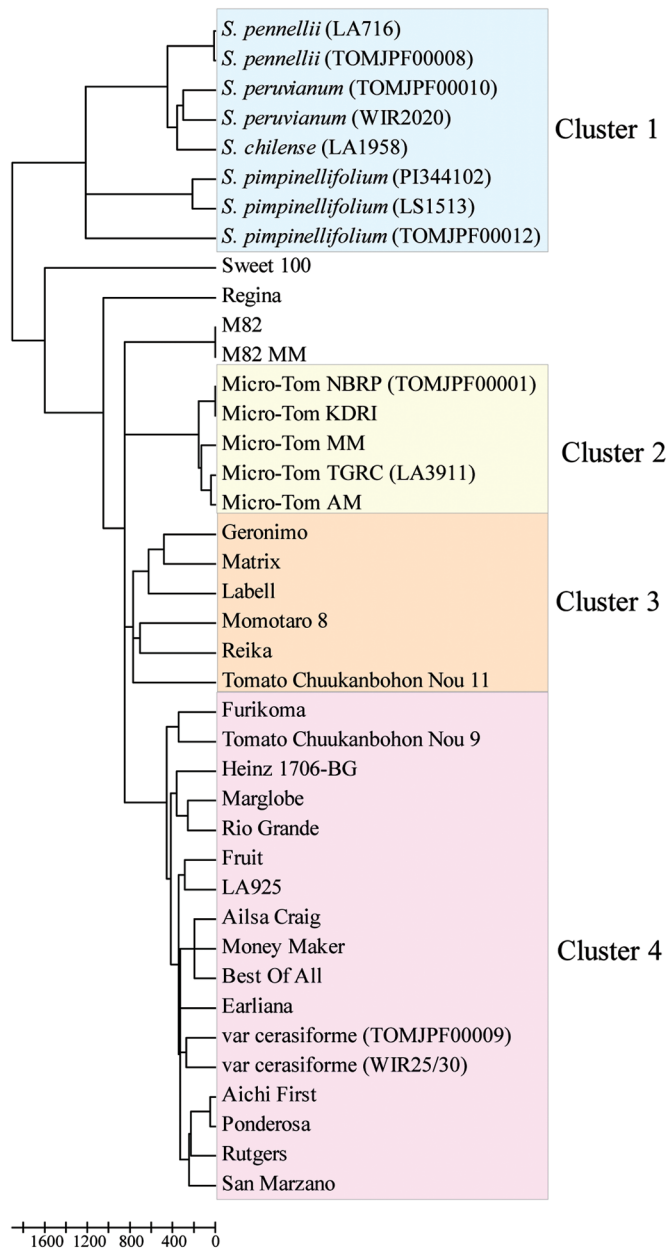 S. pennellii (LA716)
S. pennellii (TOMJPF00008)
S. peruvianum (TOMJPF00010)
S. peruvianum (WIR2020)
S. chilense (LA1958)
S. pimpinellifolium (PI344102)
S. pimpinellifolium (LS1513)
S. pimpinellifolium (TOMJPF00012)
Cluster 1
Sweet 100
Regina
M82
M82 MM
Micro-Tom NBRP (TOMJPF00001)
Micro-Tom KDRI
Micro-Tom MM
Micro-Tom TGRC (LA3911)
Micro-Tom AM
Cluster 2
Geronimo
Matrix
Labell
Momotaro 8
Reika
Tomato Chuukanbohon Nou 11
Cluster 3
Furikoma
Tomato Chuukanbohon Nou 9
Heinz 1706-BG
Marglobe
Rio Grande
Fruit
LA925
Ailsa Craig
Money Maker
Best Of All
Earliana
var cerasiforme (TOMJPF00009)
var cerasiforme (WIR25/30)
Aichi First
Ponderosa
Rutgers
San Marzano
Cluster 4
1600 1200 800 400 0